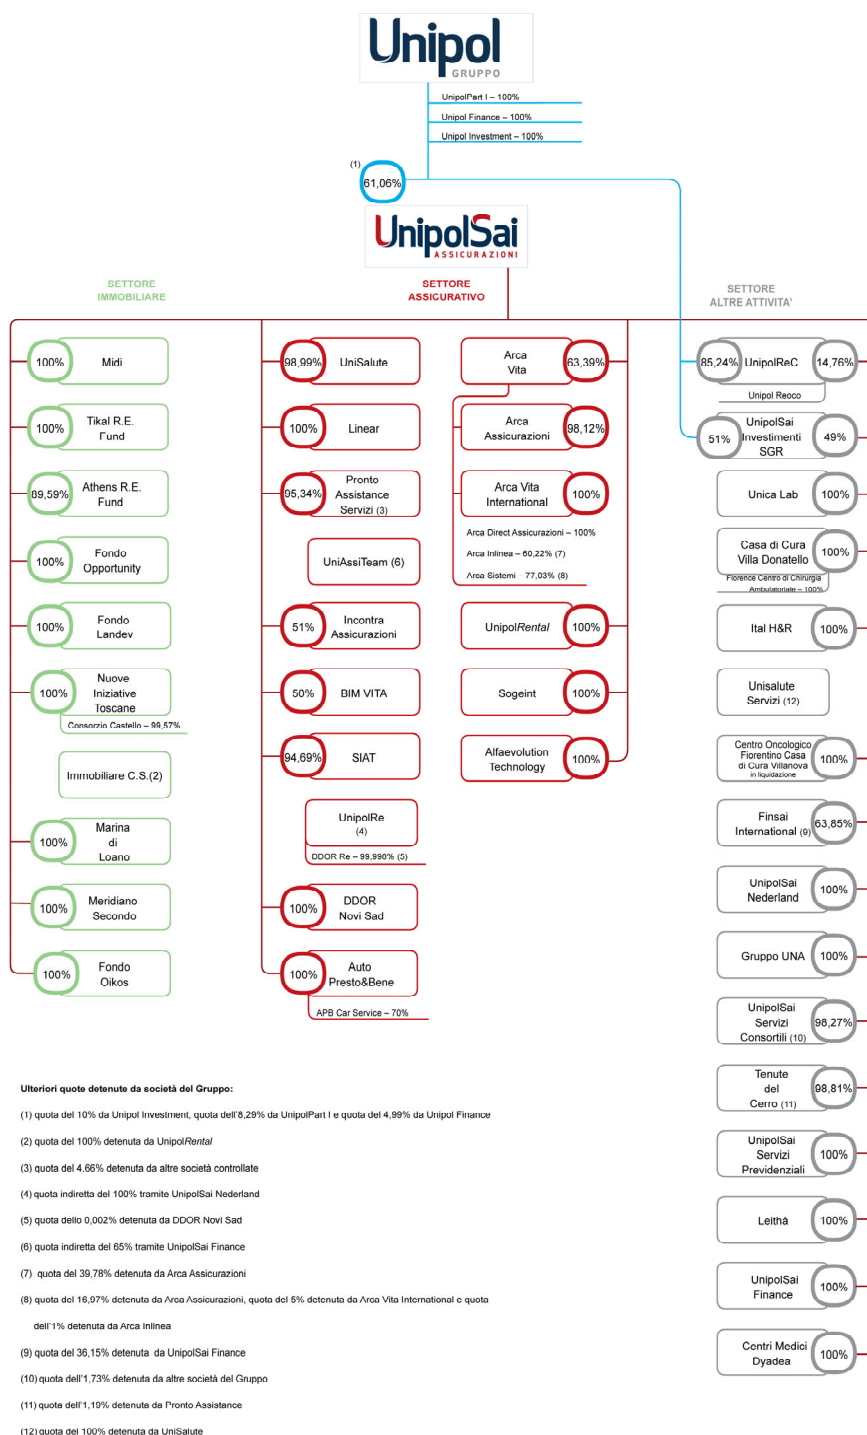 Unipol
GRUPPO
UnipolPart I – 100%
Unipol Finance – 100%
Unipol Investment – 100%
(1)
61,06%
UnipolSai
ASSICURAZIONI
SETTORE
IMMOBILIARE
100%
Midi
100%
Tikal R.E.
Fund
89,59%
Athens R.E.
Fund
100%
Fondo
Opportunity
100%
Fondo
Landev
100%
Nuove
Iniziative
Toscane
Consorzio Castello – 99,57%
Immobiliare C.S.(2)
100%
Marina
di
Loano
100%
Meridiano
Secondo
100%
Fondo
Oikos
SETTORE
ASSICURATIVO
98,99%
UniSalute
100%
Linear
95,34%
Pronto
Assistance
Servizi (3)
UniAssiTeam (6)
51%
Incontra
Assicurazioni
50%
BIM VITA
94,69%
SIAT
UnipolRe
(4)
DDOR Re – 99,998% (5)
100%
DDOR
Novi Sad
100%
Auto
Presto&Bene
APB Car Service – 70%
Arca
Vita
63,39%
Arca
Assicurazioni
98,12%
Arca Vita
International
100%
Arca Direct Assicurazioni – 100%
Arca Inlinea – 60,22% (7)
Arca Sistemi – 77,03% (8)
UnipolRental
100%
Sogeint
100%
Alfaevolution
Technology
100%
SETTORE
ALTRE ATTIVITA'
85,24%
UnipolReC
14,76%
Unipol Reoco
51%
UnipolSai
Investimenti
SGR
49%
Unica Lab
100%
Casa di Cura
Villa Donatello
100%
Florence Centro di Chirurgia
Ambulatoriale – 100%
Ital H&R
100%
Unisalute
Servizi (12)
Centro Oncologico
Fiorentino Casa
di Cura Villanova
in liquidazione
100%
Finsai
International (9)
63,85%
UnipolSai
Nederland
100%
Gruppo UNA
100%
UnipolSai
Servizi
Consortili (10)
98,27%
Tenute
del
Cerro (11)
98,81%
UnipolSai
Servizi
Previdenziali
100%
Leithà
100%
UnipolSai
Finance
100%
Centri Medici
Dyadea
100%
Ulteriori quote detenute da società del Gruppo:
(1) quota del 10% da Unipol Investment, quota dell'8,29% da UnipolPart I e quota del 4,99% da Unipol Finance
(2) quota del 100% detenuta da UnipolRental
(3) quota del 4,66% detenuta da altre società controllate
(4) quota indiretta del 100% tramite UnipolSai Nederland
(5) quota dello 0,002% detenuta da DDOR Novi Sad
(6) quota indiretta del 65% tramite UnipolSai Finance
(7) quota del 39,78% detenuta da Arca Assicurazioni
(8) quota del 16,97% detenuta da Arca Assicurazioni, quota del 5% detenuta da Arca Vita International e quota
dell'1% detenuta da Arca Inlinea
(9) quota del 36,15% detenuta da UnipolSai Finance
(10) quota dell'1,73% detenuta da altre società del Gruppo
(11) quota dell'1,19% detenuta da Pronto Assistance
(12) quota del 100% detenuta da UniSalute